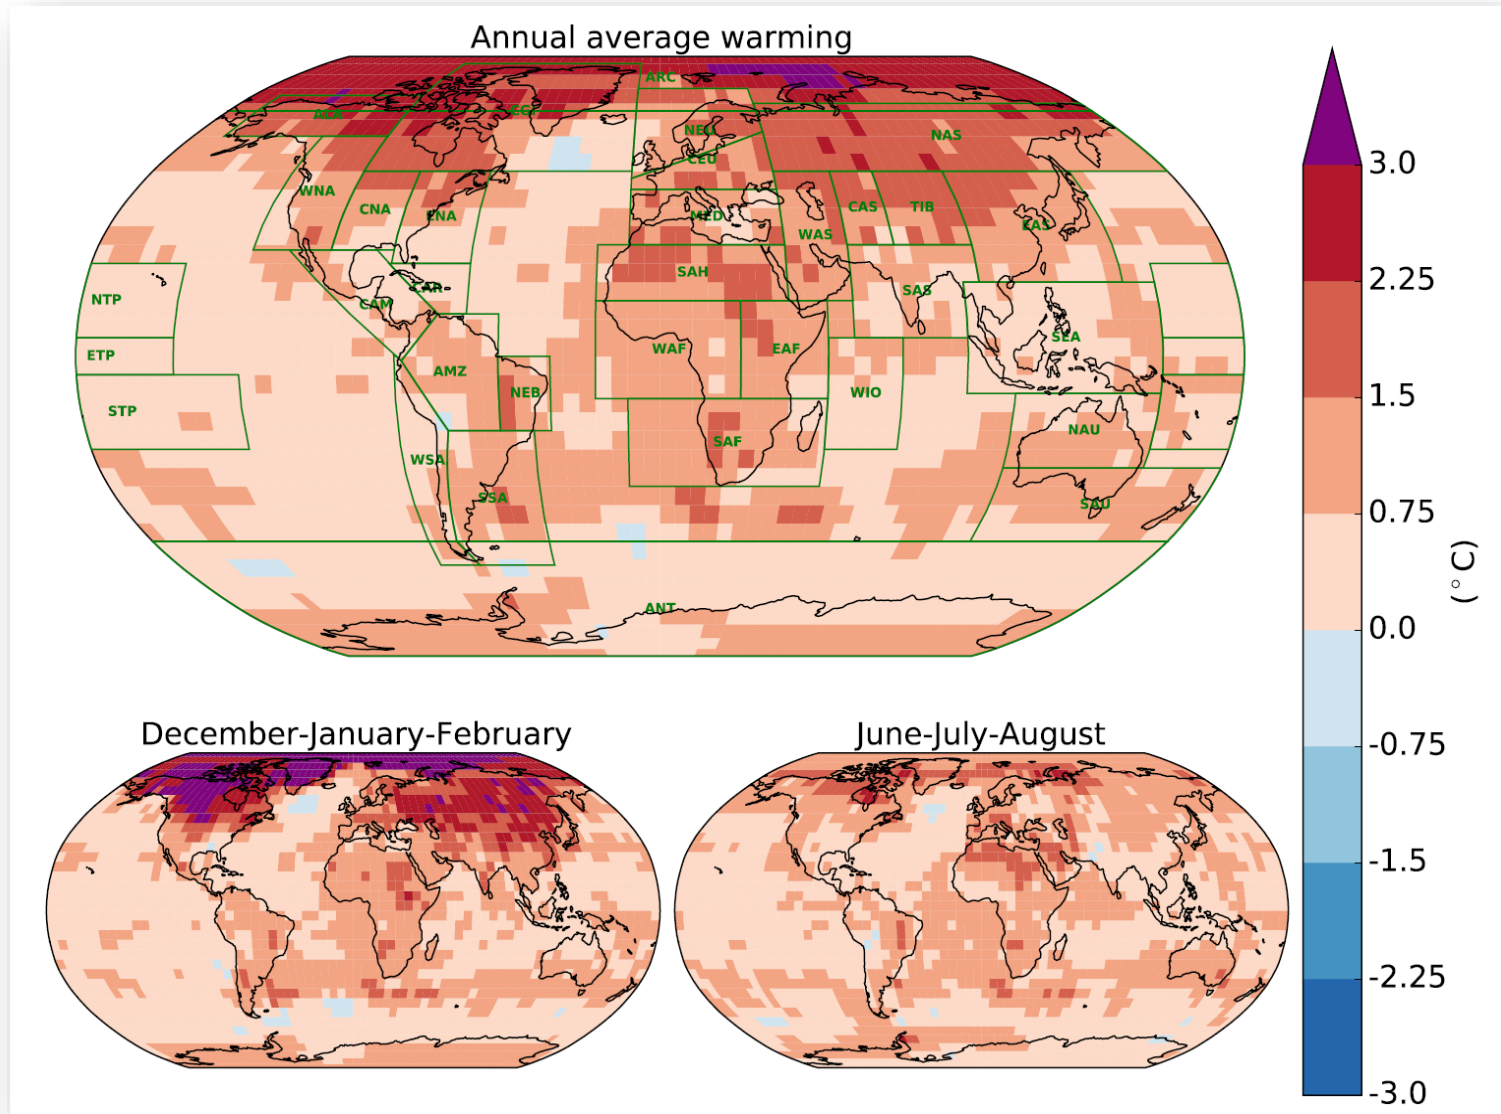 Annual average warming
ARC
ALA
CGI
NEU
NAS
CEU
WNA
CNA
ENA
MED
CAS
TIB
EAS
WAS
SAH
SAS
NTP
CAR
CAM
SEA
ETP
WAF
EAF
AMZ
NEB
WIO
STP
NAU
SAF
WSA
SSA
SAU
ANT
3.0
2.25
1.5
0.75
0.0
-0.75
-1.5
-2.25
-3.0
(°C)
December-January-February
June-July-August